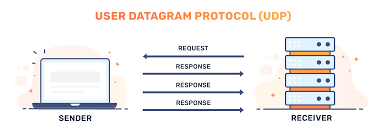 USER DATAGRAM PROTOCOL (UDP)
REQUEST
RESPONSE
RESPONSE
RESPONSE
SENDER
RECEIVER